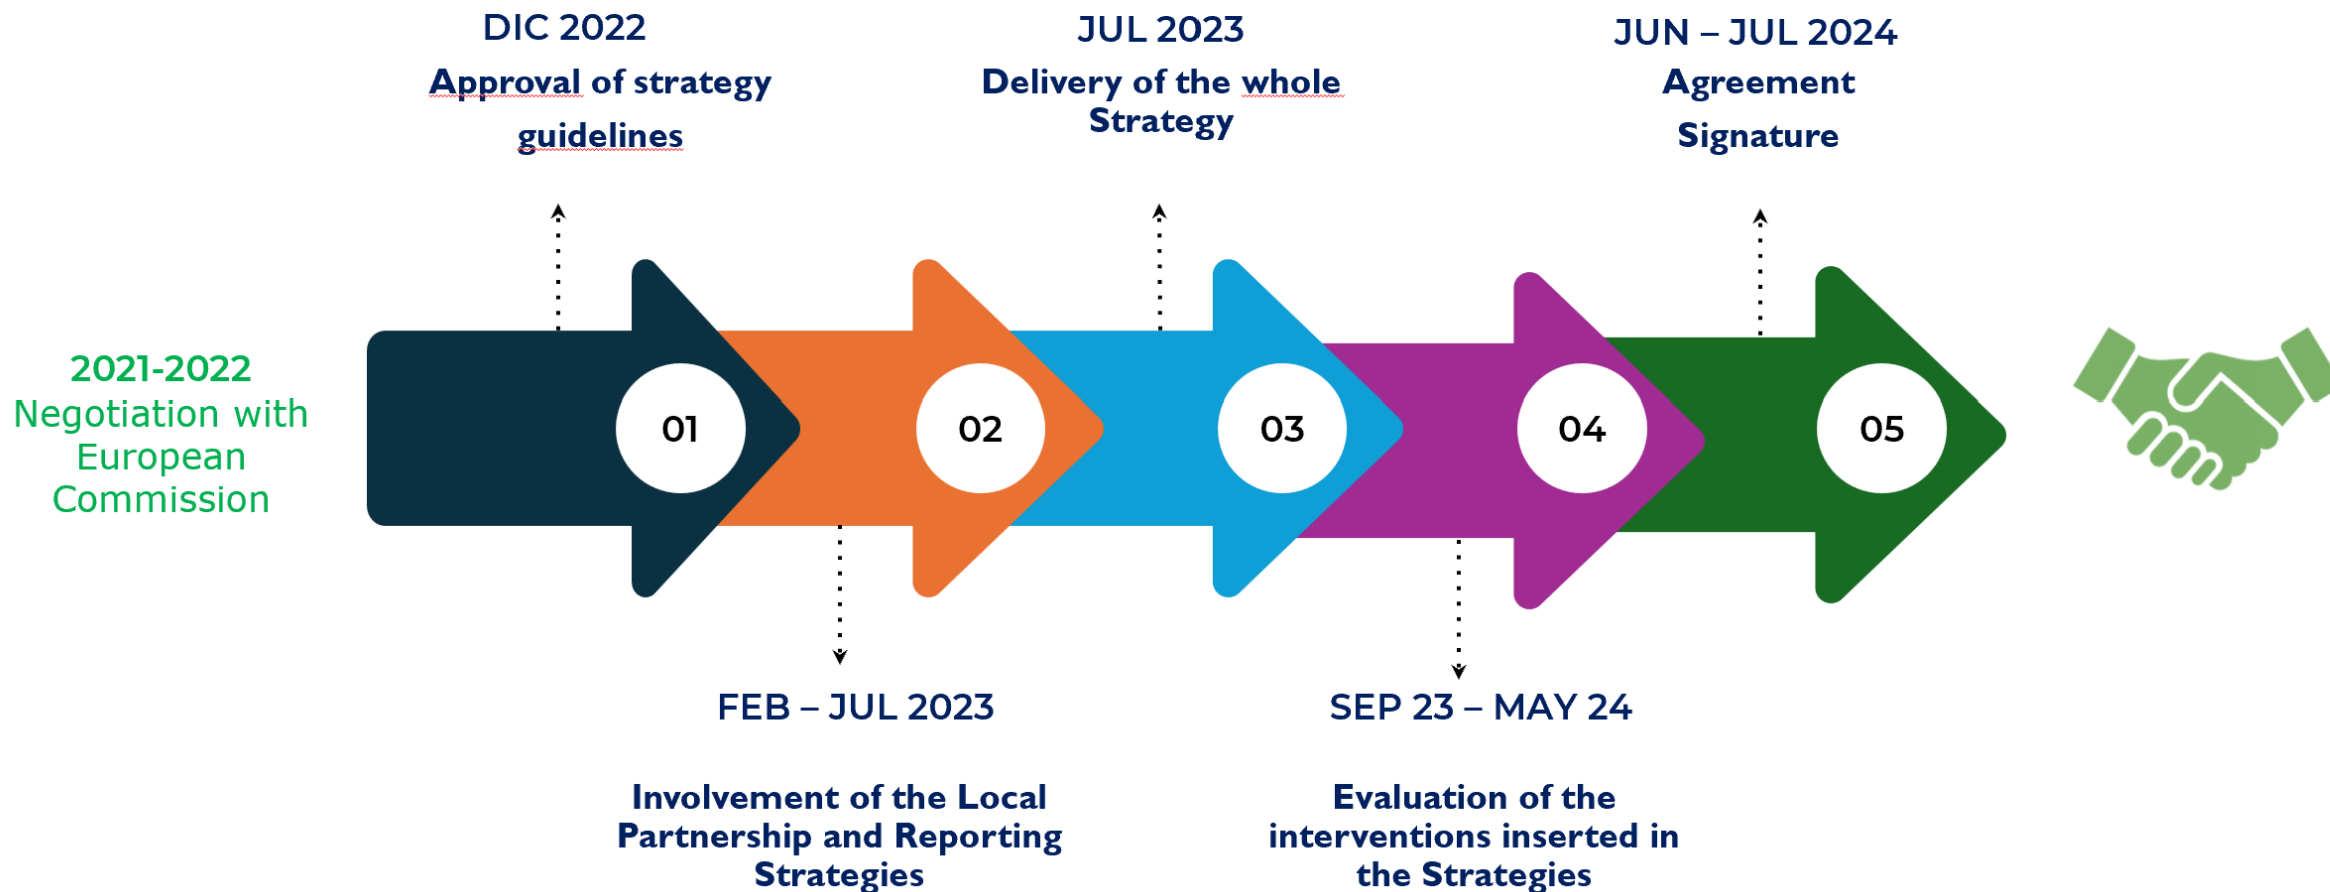 2021-2022
Negotiation with
European
Commission
DIC 2022
Approval of strategy
guidelines
01
FEB – JUL 2023
Involvement of the Local
Partnership and Reporting
Strategies
02
JUL 2023
Delivery of the whole
Strategy
03
SEP 23 – MAY 24
Evaluation of the
interventions inserted in
the Strategies
04
JUN – JUL 2024
Agreement
Signature
05